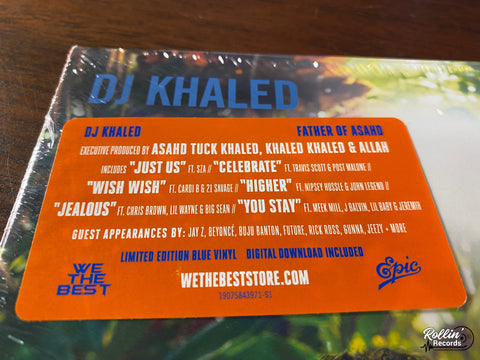 DJ KHALED
DJ KHALED FATHER OF ASAHD
EXECUTIVE PRODUCED BY ASAHD TUCK KHALED, KHALED KHALED & ALLAH
INCLUDES "JUST US" FT. SZA // "CELEBRATE" FT. TRAVIS SCOTT & POST MALONE //
"WISH WISH" FT. CARDI B & 21 SAVAGE // "HIGHER" FT. NIPSEY HUSSLE & JOHN LEGEND //
"JEALOUS" FT. CHRIS BROWN, LIL WAYNE & BIG SEAN // "YOU STAY" FT. MEEK MILL, J BALVIN, LIL BABY & JEREMIH
GUEST APPEARANCES BY: JAY Z, BEYONCÉ, BUJU BANTON, FUTURE, RICK ROSS, GUNNA, JEEZY + MORE
LIMITED EDITION BLUE VINYL DIGITAL DOWNLOAD INCLUDED
WE THE BEST
WETHEBESTSTORE.COM
Epic
19075843971-S1
Rollin' Records